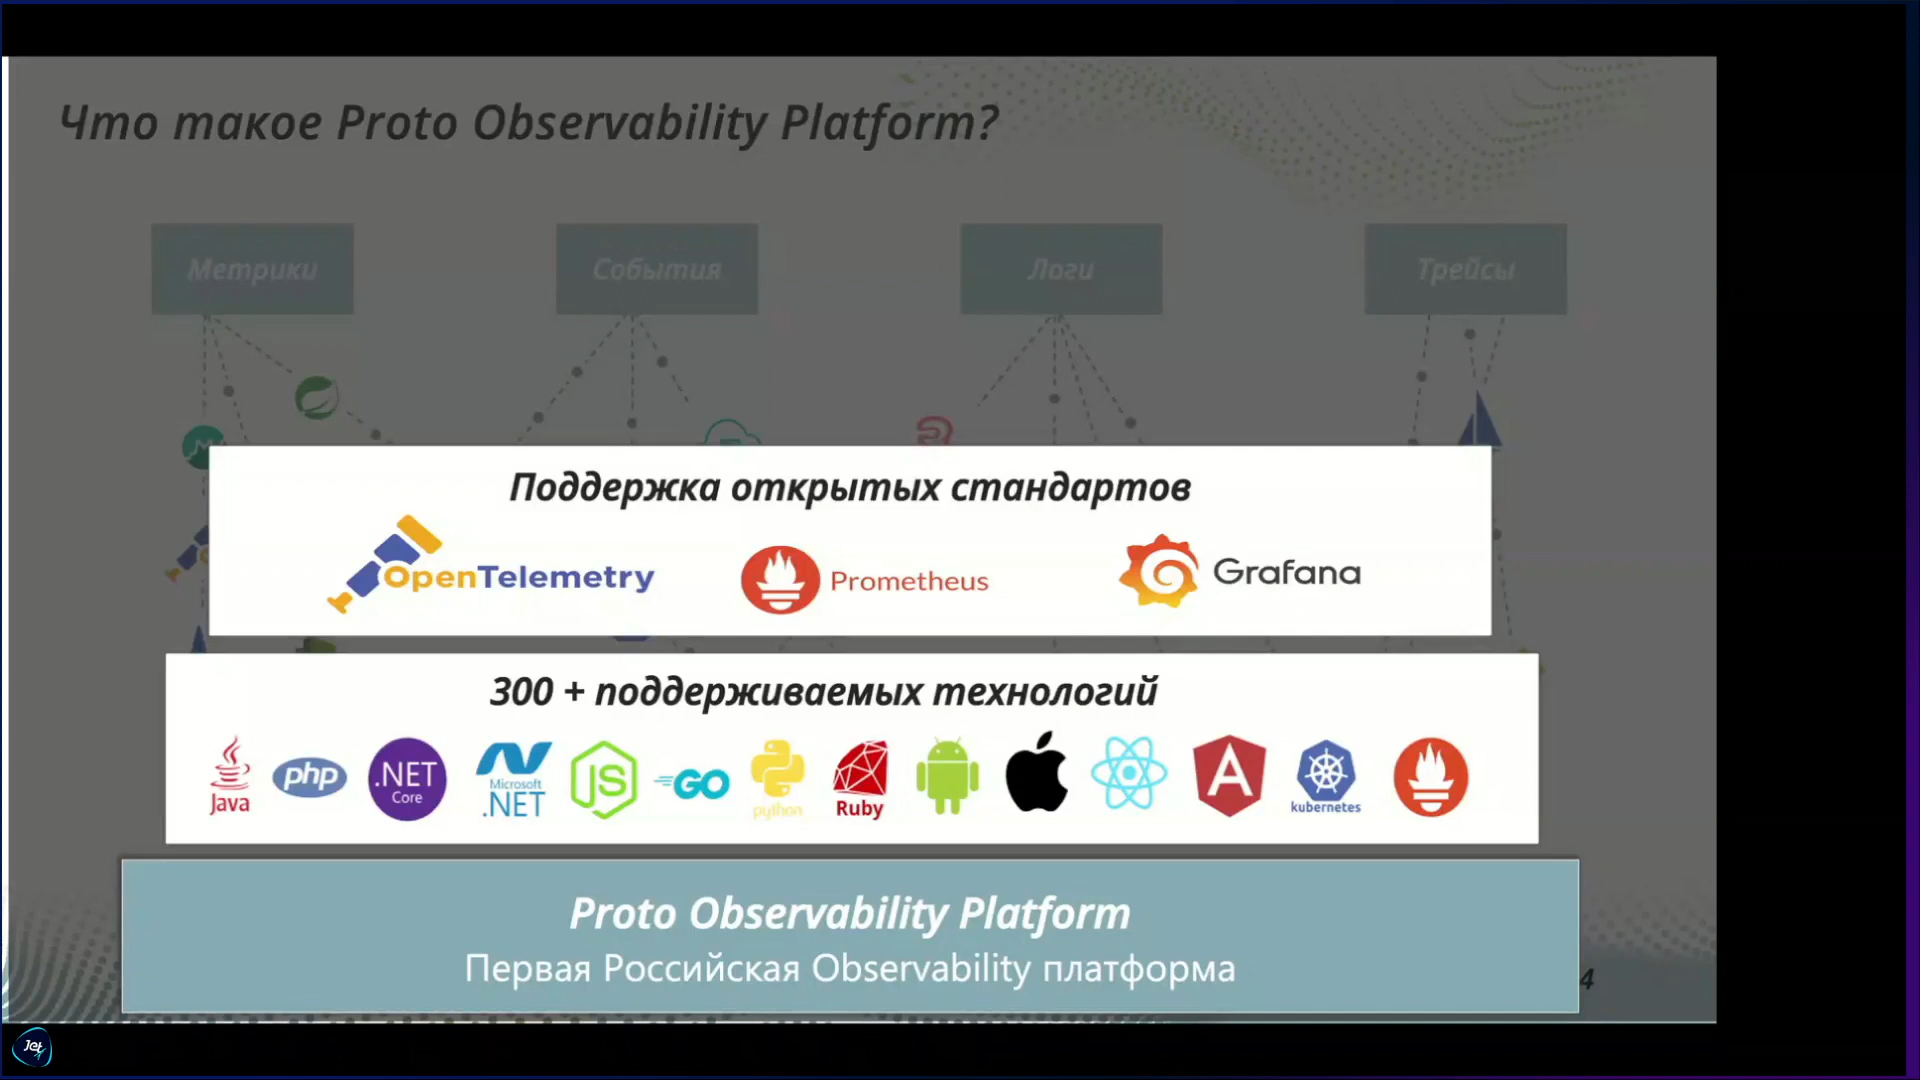 Что такое Proto Observability Platform?
Метрики
События
Логи
Трейсы
Поддержка открытых стандартов
OpenTelemetry
Prometheus
Grafana
300 + поддерживаемых технологий
Java
php
.NET
Core
Microsoft
.NET
JS
GO
python
Ruby
A
kubernetes
Proto Observability Platform
Первая Российская Observability платформа
4
Jet